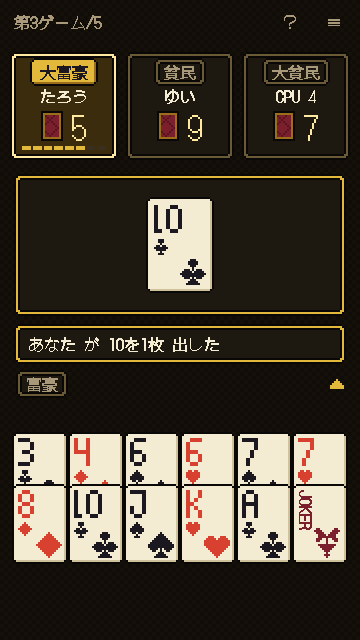 第3ゲーム/5 ? ≡
大富豪 貧民 大貧民
たろう ゆい CPU 4
5 9 7
10
あなた が 10を1枚 出した
富豪
3 4 6 6 7 7
8 10 J K A JOKER